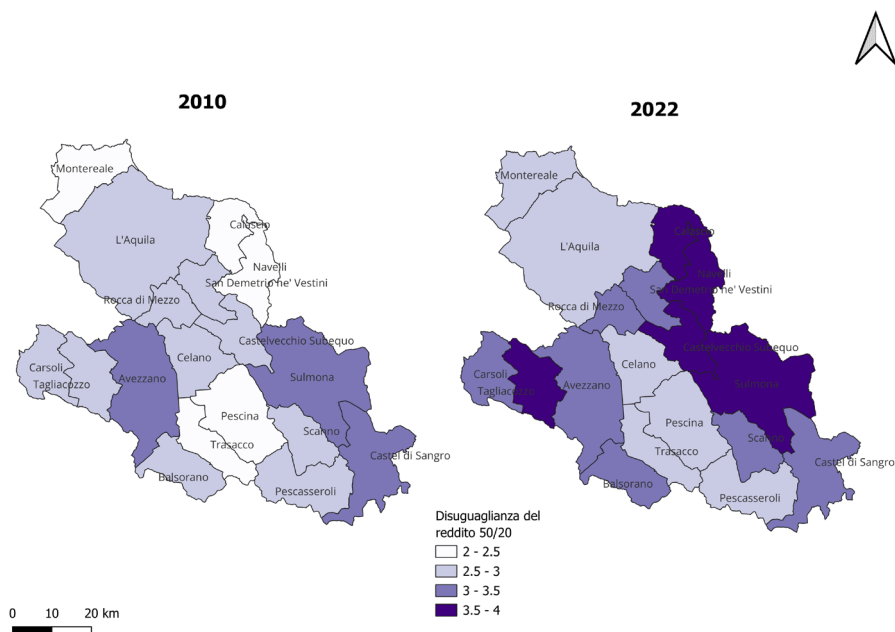 2010
2022
Montereale
L'Aquila
Calascio
Navelli
San Demetrio ne' Vestini
Rocca di Mezzo
Castelvecchio Subequo
Carsoli
Tagliacozzo
Avezzano
Celano
Sulmona
Pescina
Trasacco
Scanno
Castel di Sangro
Balsorano
Pescasseroli
Montereale
L'Aquila
Calascio
Navelli
San Demetrio ne' Vestini
Rocca di Mezzo
Castelvecchio Subequo
Carsoli
Tagliacozzo
Avezzano
Celano
Sulmona
Pescina
Trasacco
Scanno
Castel di Sangro
Balsorano
Pescasseroli
Disuguaglianza del
reddito 50/20
2 - 2.5
2.5 - 3
3 - 3.5
3.5 - 4
0 10 20 km